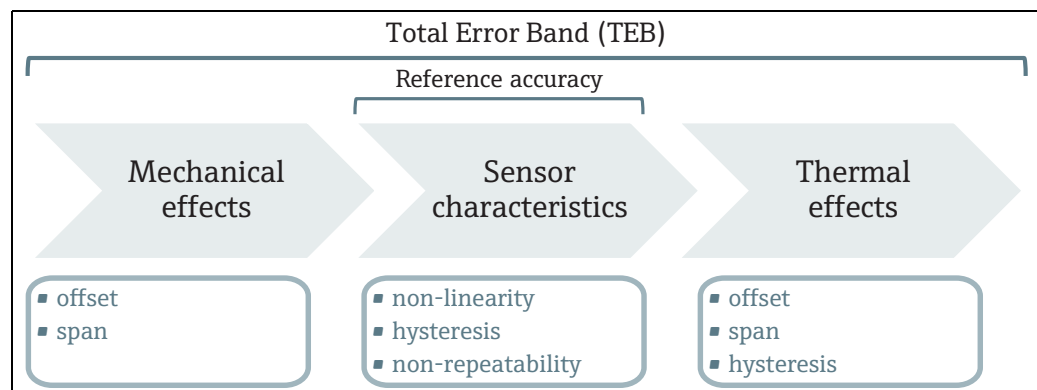 Total Error Band (TEB)
Reference accuracy
Mechanical
effects
Sensor
characteristics
Thermal
effects
▪ offset
▪ span
▪ non-linearity
▪ hysteresis
▪ non-repeatability
▪ offset
▪ span
▪ hysteresis